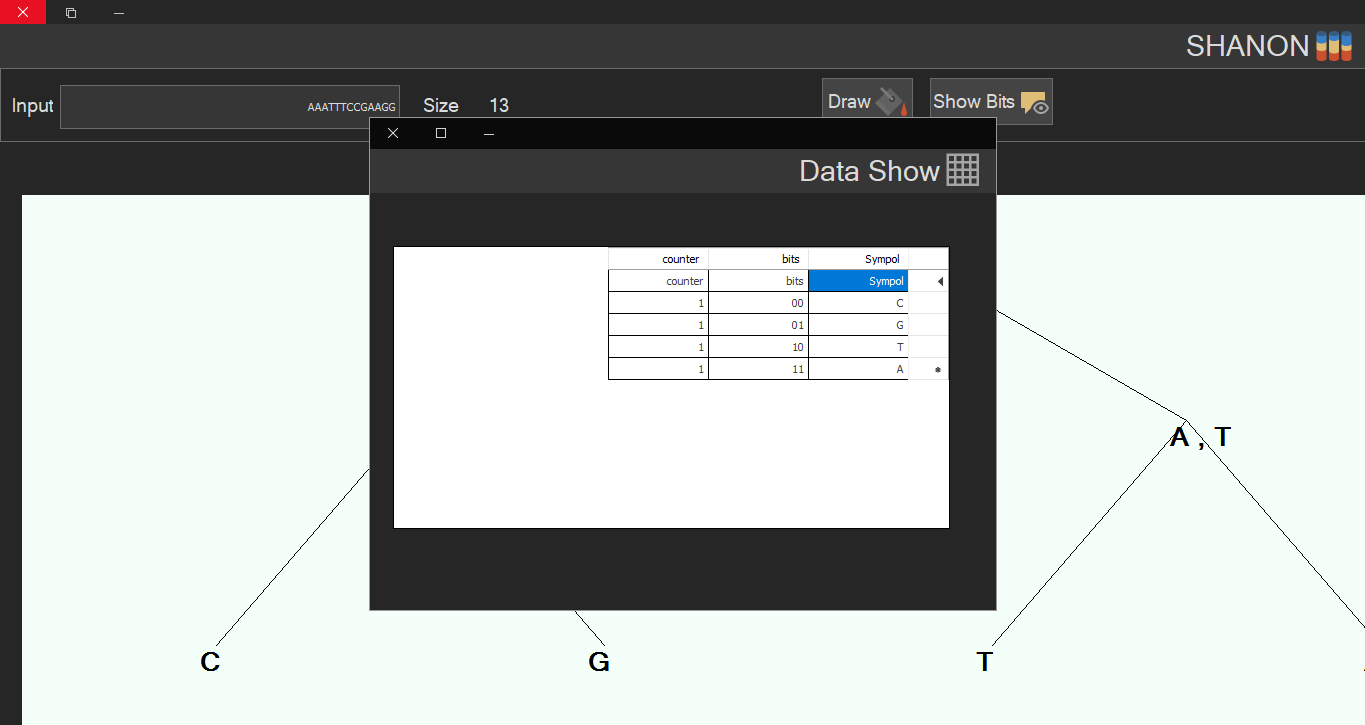 SHANON
Input AAATTTCCGAAGG Size 13 Draw Show Bits
Data Show
counter bits Sympol
counter bits Sympol
1 00 C
1 01 G
1 10 T
1 11 A
A , T
C G T